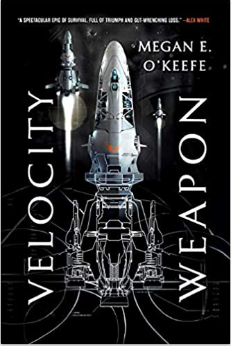 "A SPECTACULAR EPIC OF SURVIVAL, FULL OF TRIUMPH AND GUT-WRENCHING LOSS." —ALEX WHITE
MEGAN E.
O'KEEFE
VELOCITY
WEAPON